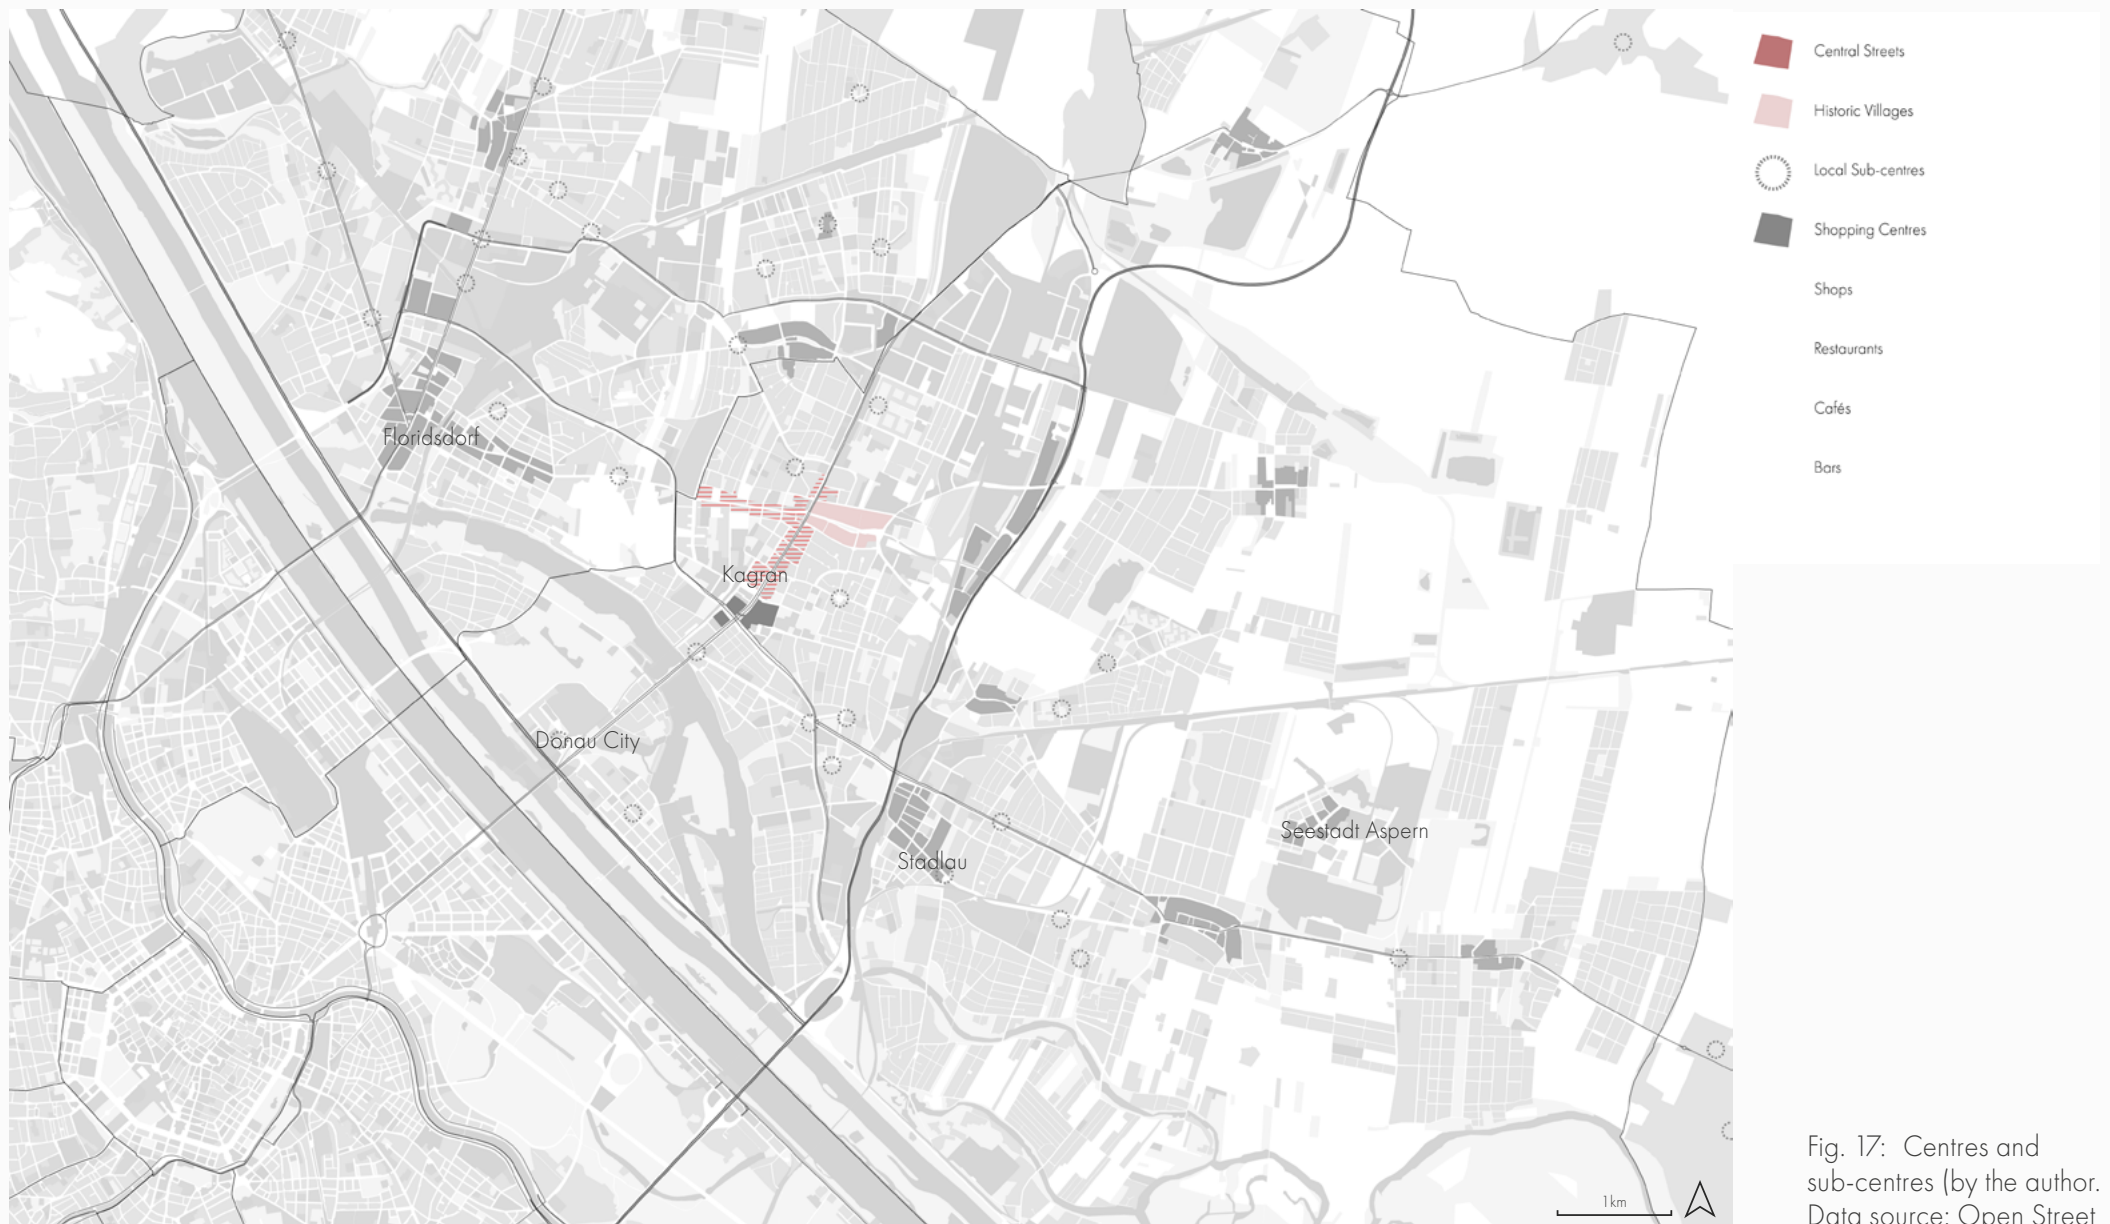 Central Streets
Historic Villages
Local Sub-centres
Shopping Centres
Shops
Restaurants
Cafés
Bars
Floridsdorf
Kagran
Donau City
Stadlau
Seestadt Aspern
1km
Fig. 17: Centres and
sub-centres (by the author.
Data source: Open Street